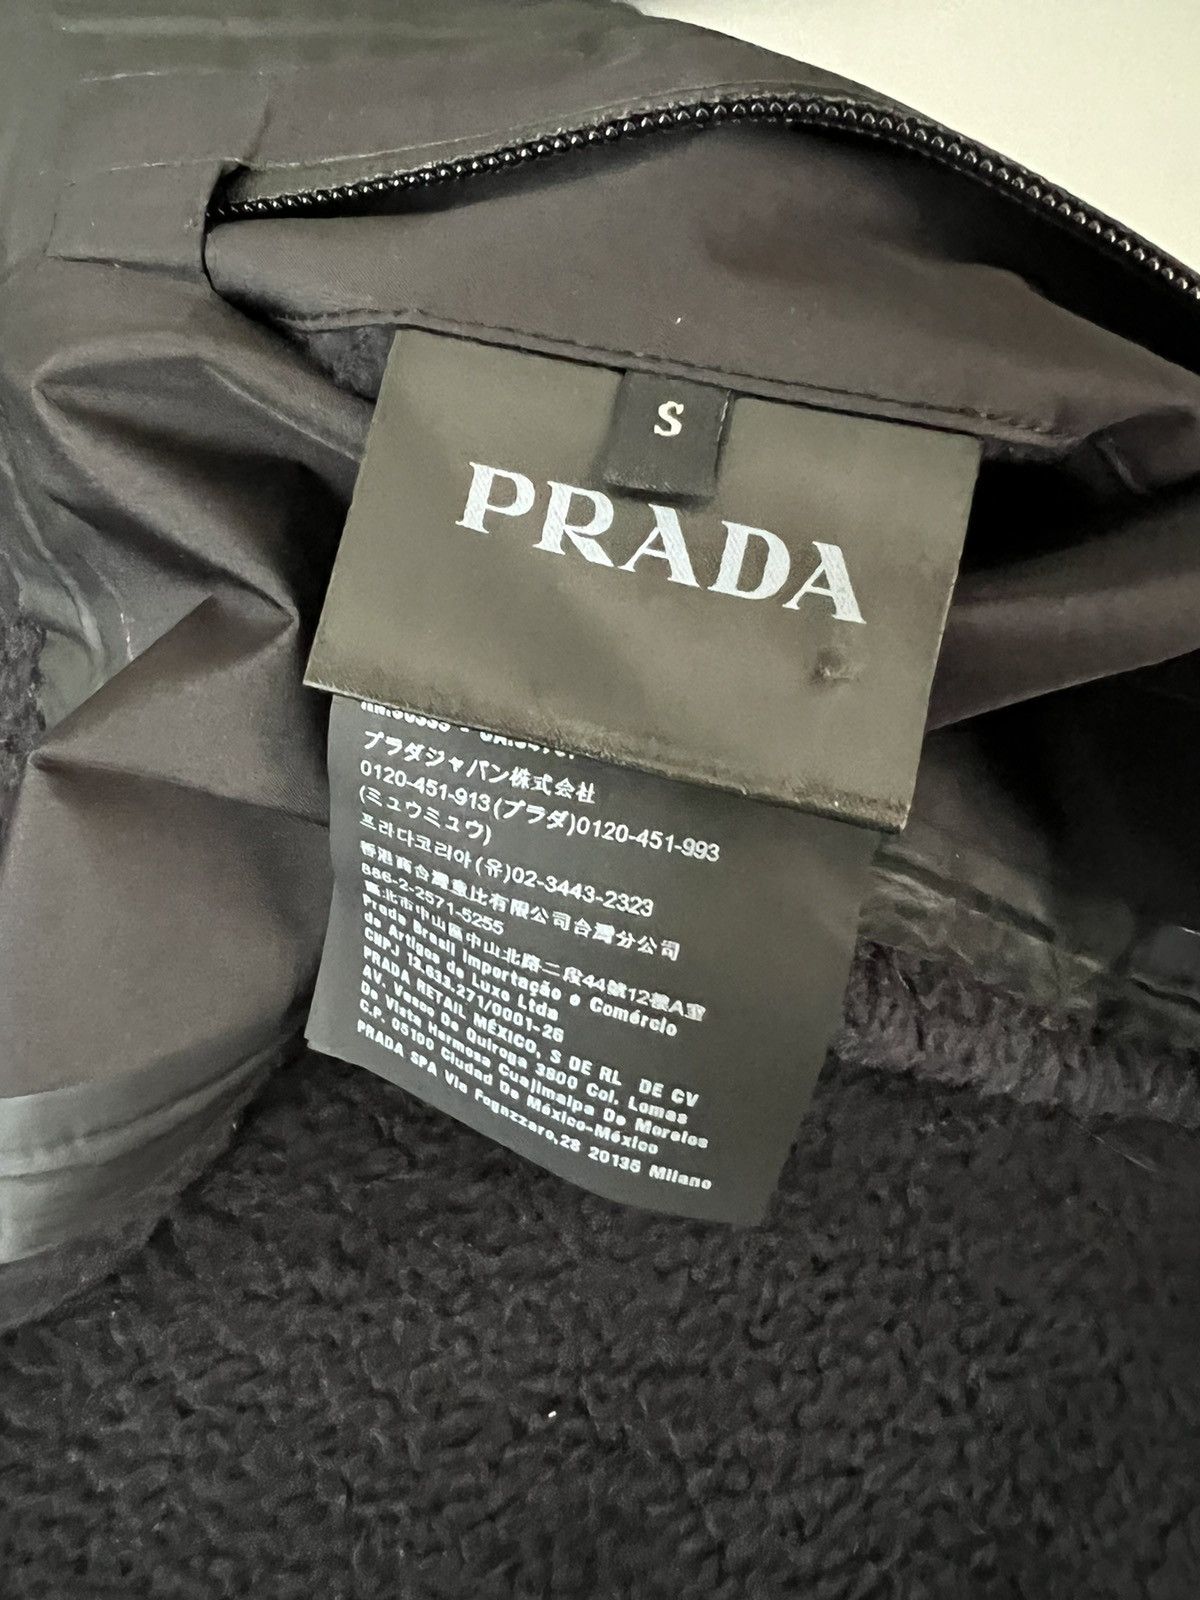 S
PRADA
プラダジャパン株式会社
0120-451-913(プラダ)0120-451-993
(ミュウミュウ)
프라다코리아(유)02-3443-2323
香港商台灣重比有限公司台灣分公司
886-2-2571-5255
臺北市中山區中山北路二段44號12樓A室
Prada Brasil Importação e Comércio
de Artigos de Luxo Ltda
CNPJ 12.633.271/0001-26
PRADA RETAIL MÉXICO, S DE RL DE CV
AV. Vasco De Quiroga 3800 Col. Lomas
De Vista Hermosa Cuajimalpa De Morelos
C.P. 05100 Ciudad De México-México
PRADA SPA Via Fogazzaro,28 20135 Milano